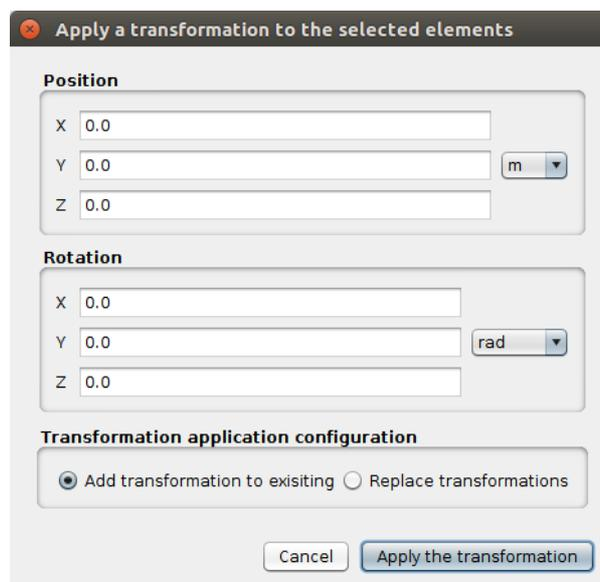 Apply a transformation to the selected elements
Position
X 0.0
Y 0.0 m
Z 0.0
Rotation
X 0.0
Y 0.0 rad
Z 0.0
Transformation application configuration
Add transformation to exisiting Replace transformations
Cancel Apply the transformation